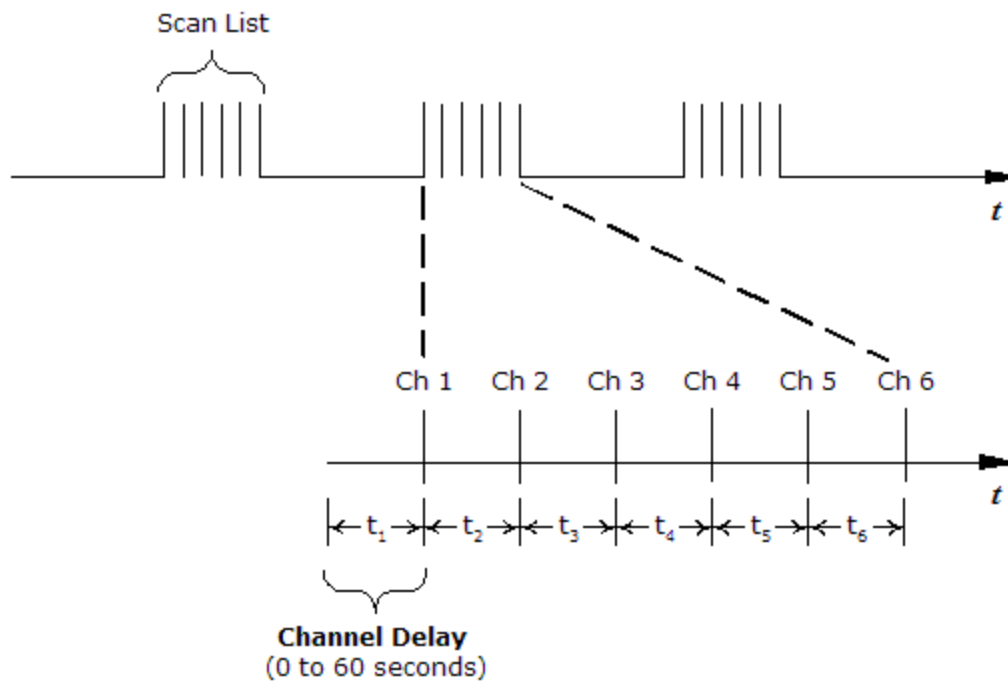 Scan List
t
Ch 1 Ch 2 Ch 3 Ch 4 Ch 5 Ch 6
t
t₁ t₂ t₃ t₄ t₅ t₆
Channel Delay
(0 to 60 seconds)